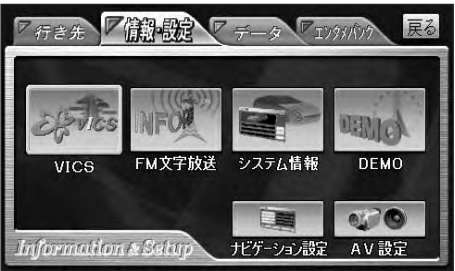 行き先
情報・設定
データ
エンタメバンク
戻る
VICS
INFO
DEMO
VICS
FM文字放送
システム情報
DEMO
Information & Setup
ナビゲーション設定
AV設定